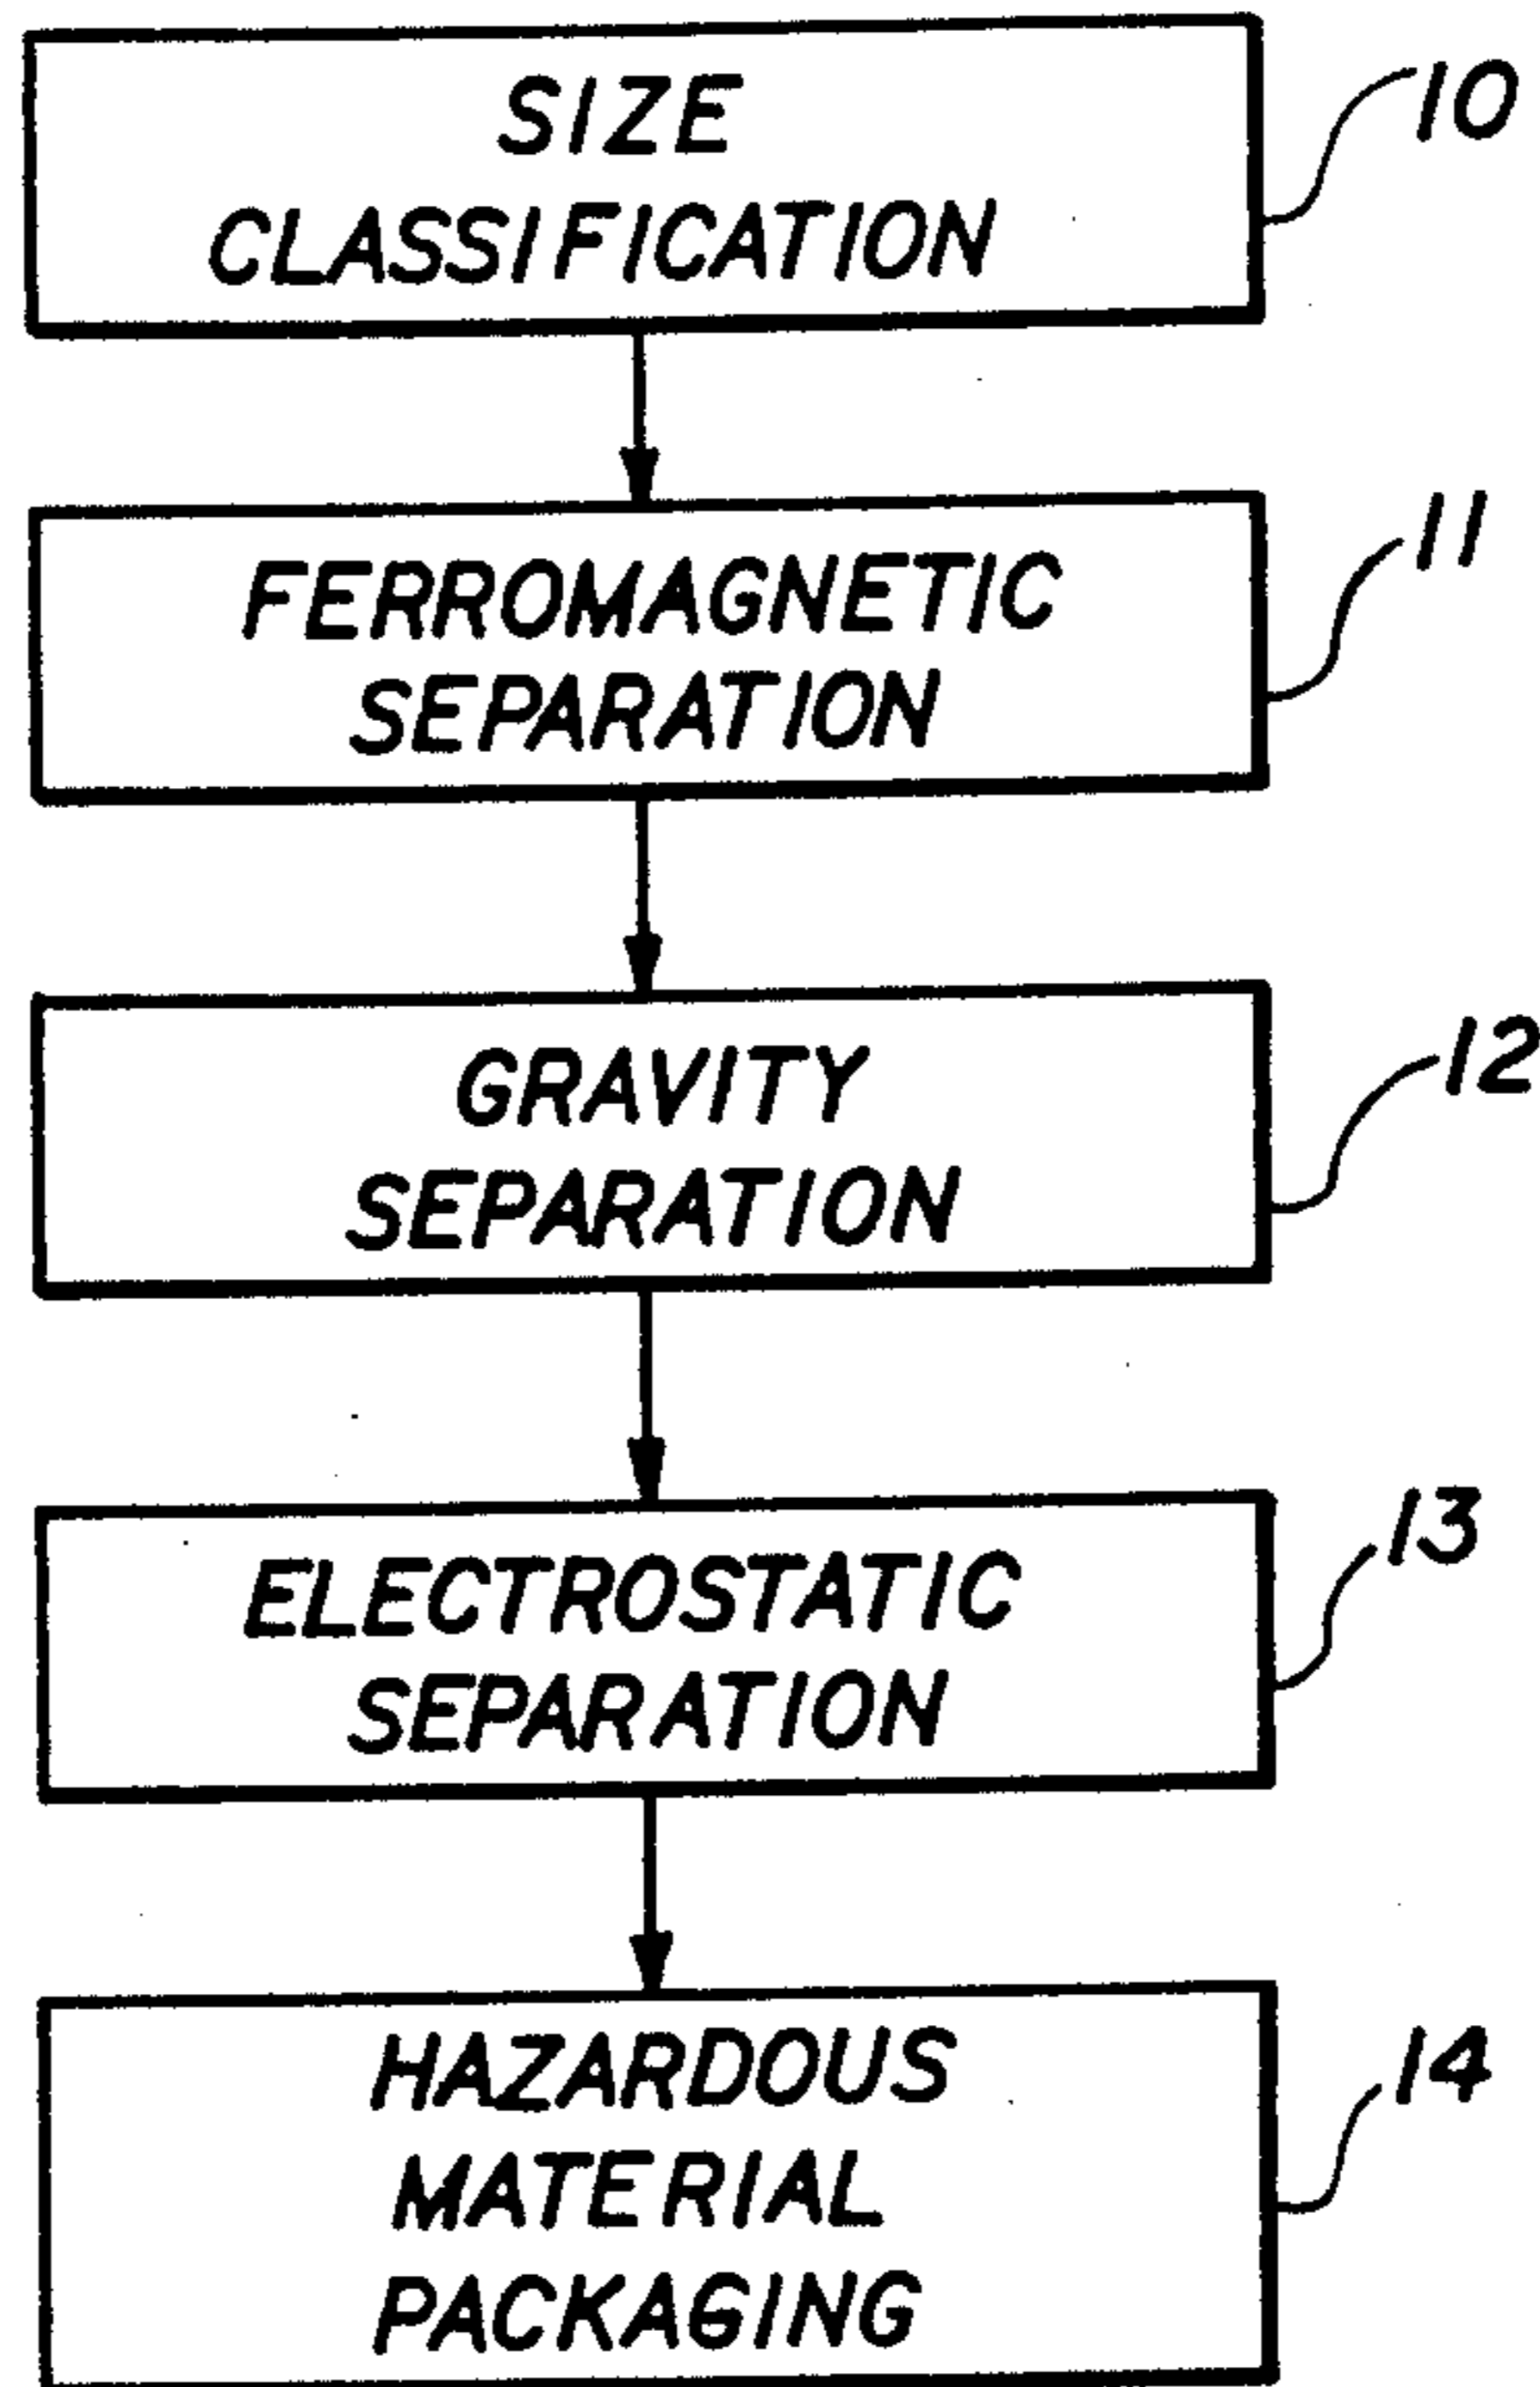 SIZE
CLASSIFICATION
10
FERROMAGNETIC
SEPARATION
11
GRAVITY
SEPARATION
12
ELECTROSTATIC
SEPARATION
13
HAZARDOUS
MATERIAL
PACKAGING
14